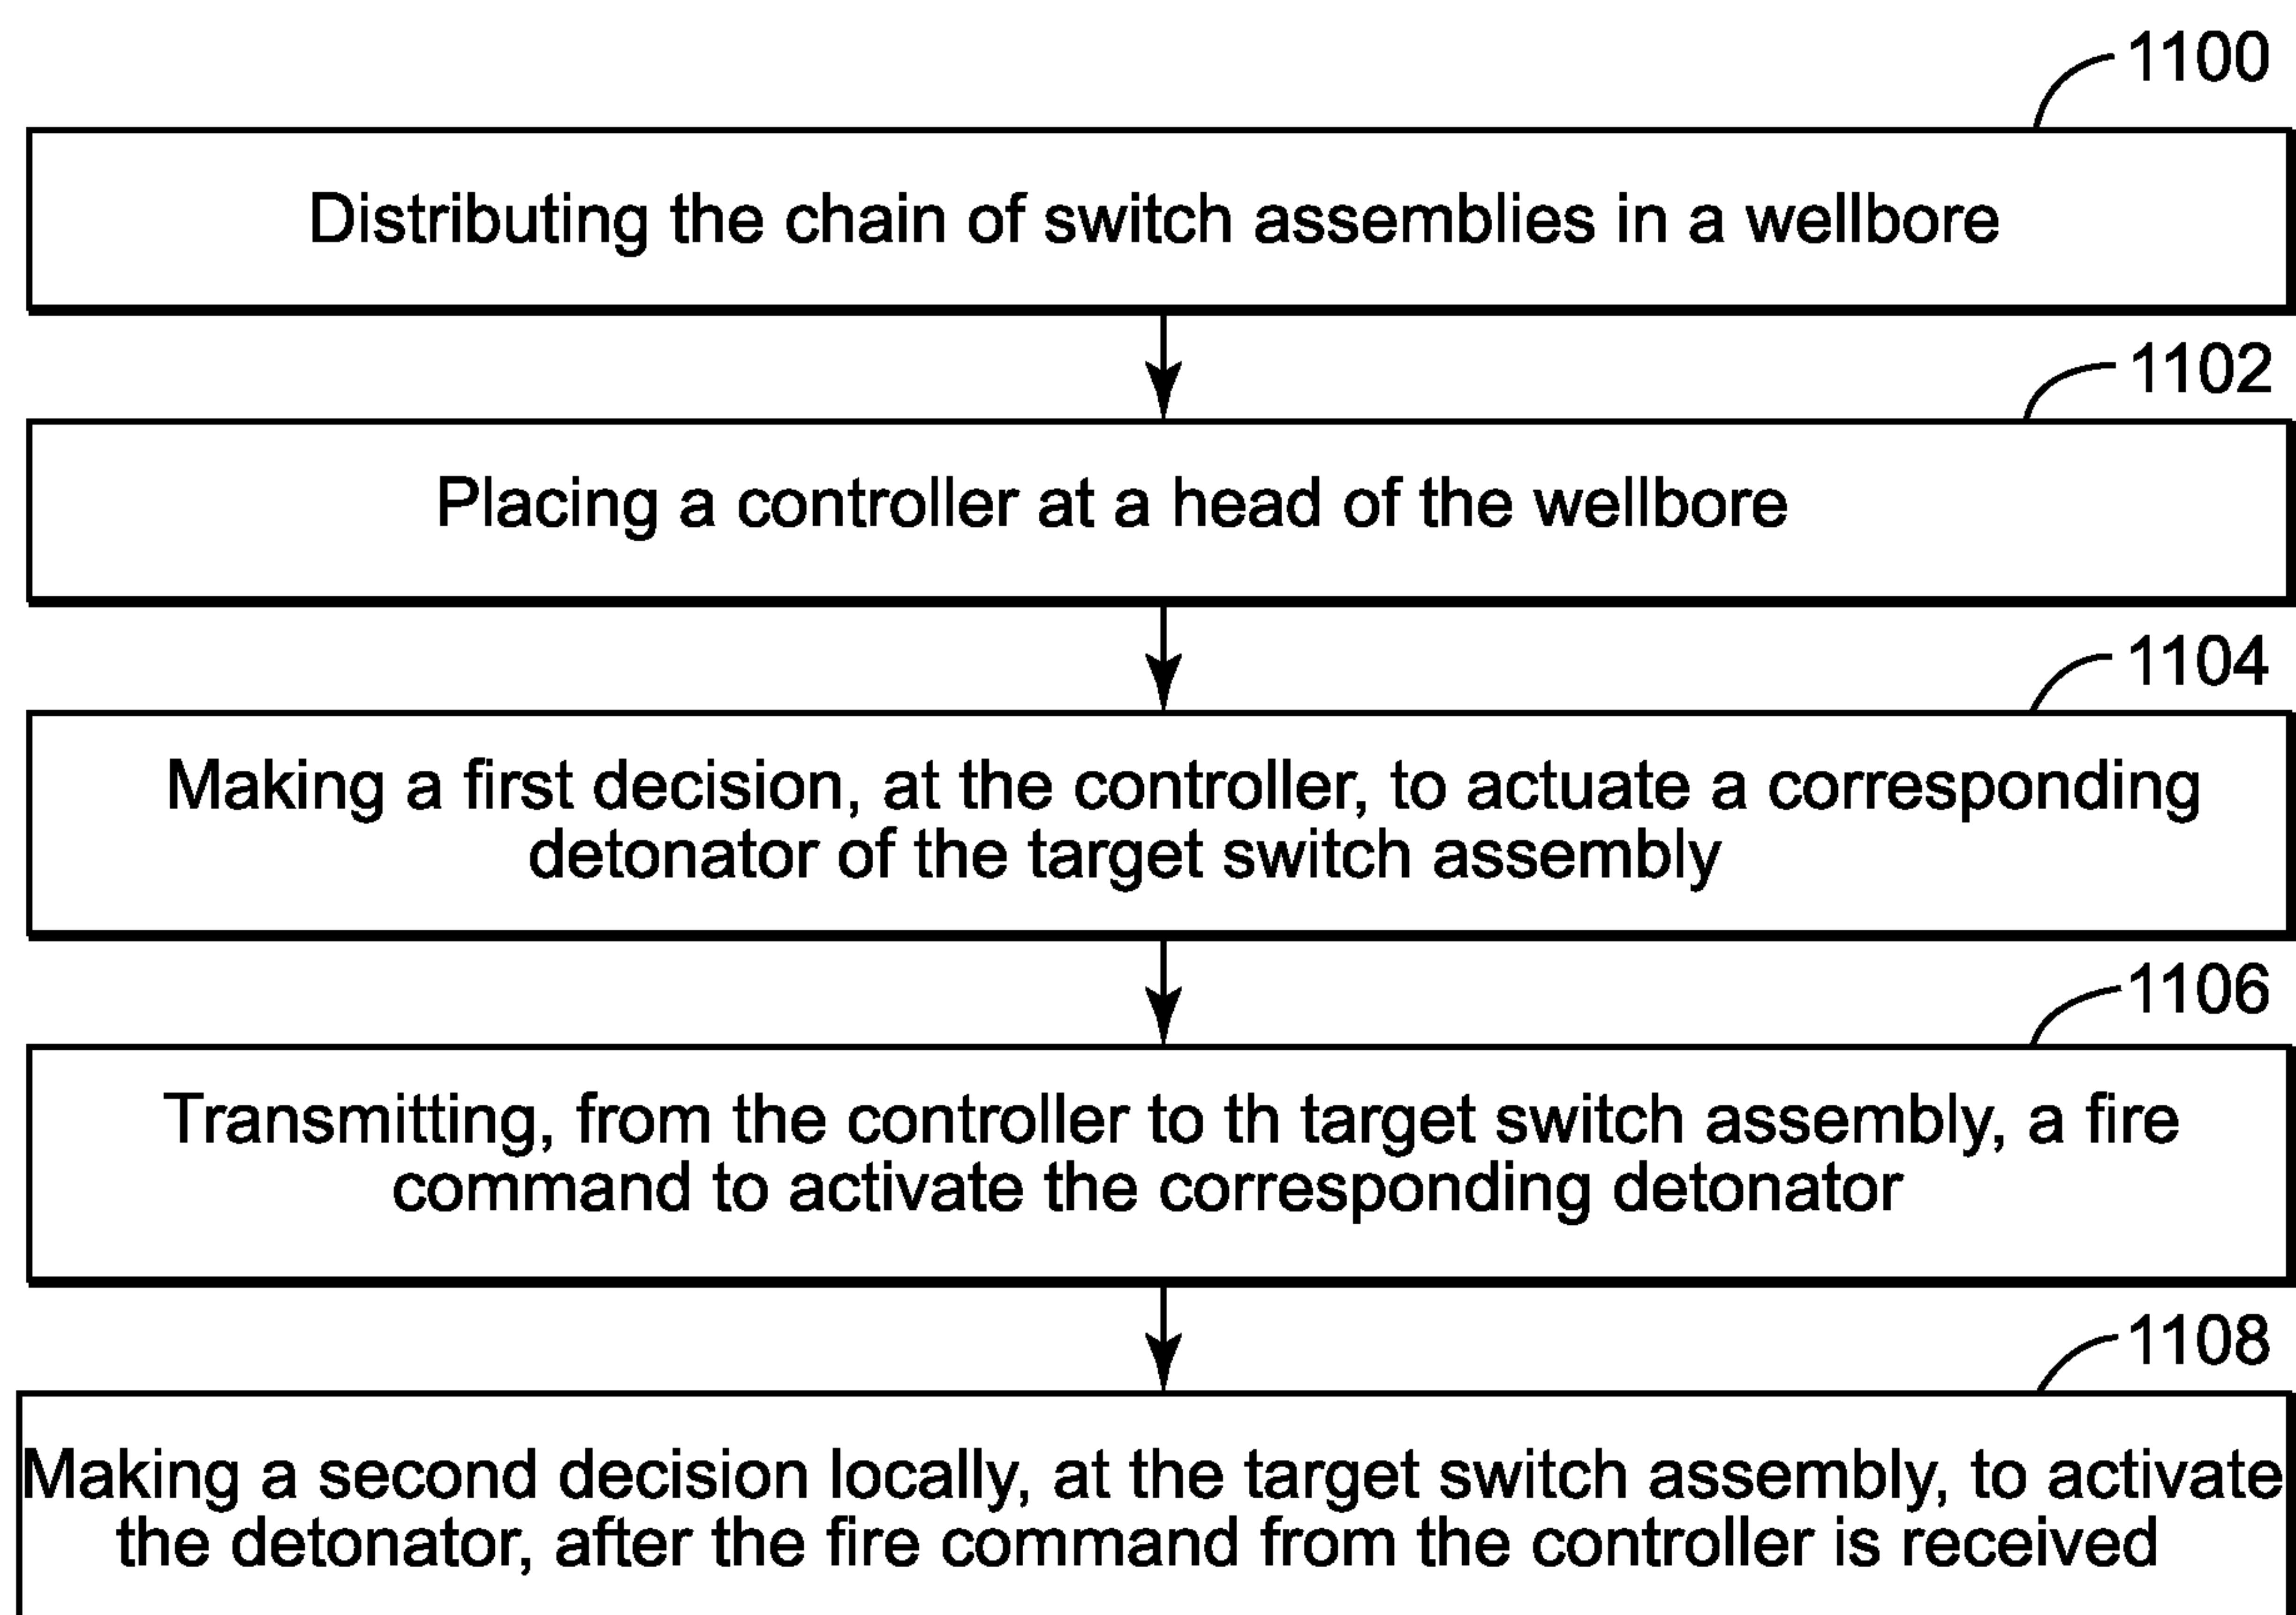 1100
Distributing the chain of switch assemblies in a wellbore
1102
Placing a controller at a head of the wellbore
1104
Making a first decision, at the controller, to actuate a corresponding
detonator of the target switch assembly
1106
Transmitting, from the controller to th target switch assembly, a fire
command to activate the corresponding detonator
1108
Making a second decision locally, at the target switch assembly, to activate
the detonator, after the fire command from the controller is received